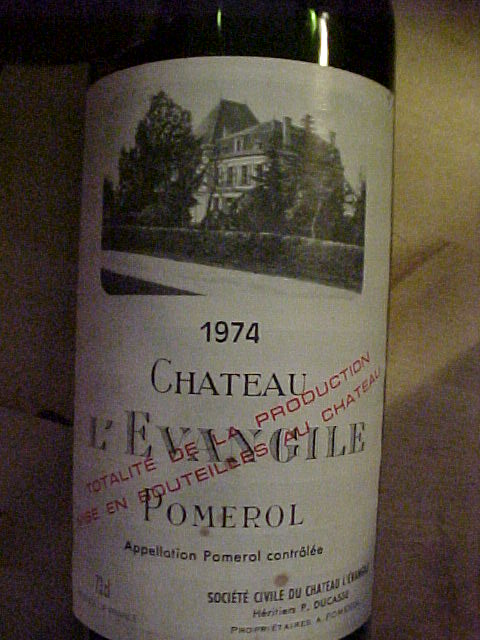 1974
CHATEAU
L'EVANGILE
TOTALITÉ DE LA PRODUCTION
MISE EN BOUTEILLES AU CHATEAU
POMEROL
Appellation Pomerol contrôlée
73cl
SOCIÉTÉ CIVILE DU CHATEAU L'EVANGILE
Héritiers P. DUCASSE
PROPRIÉTAIRES A POMEROL